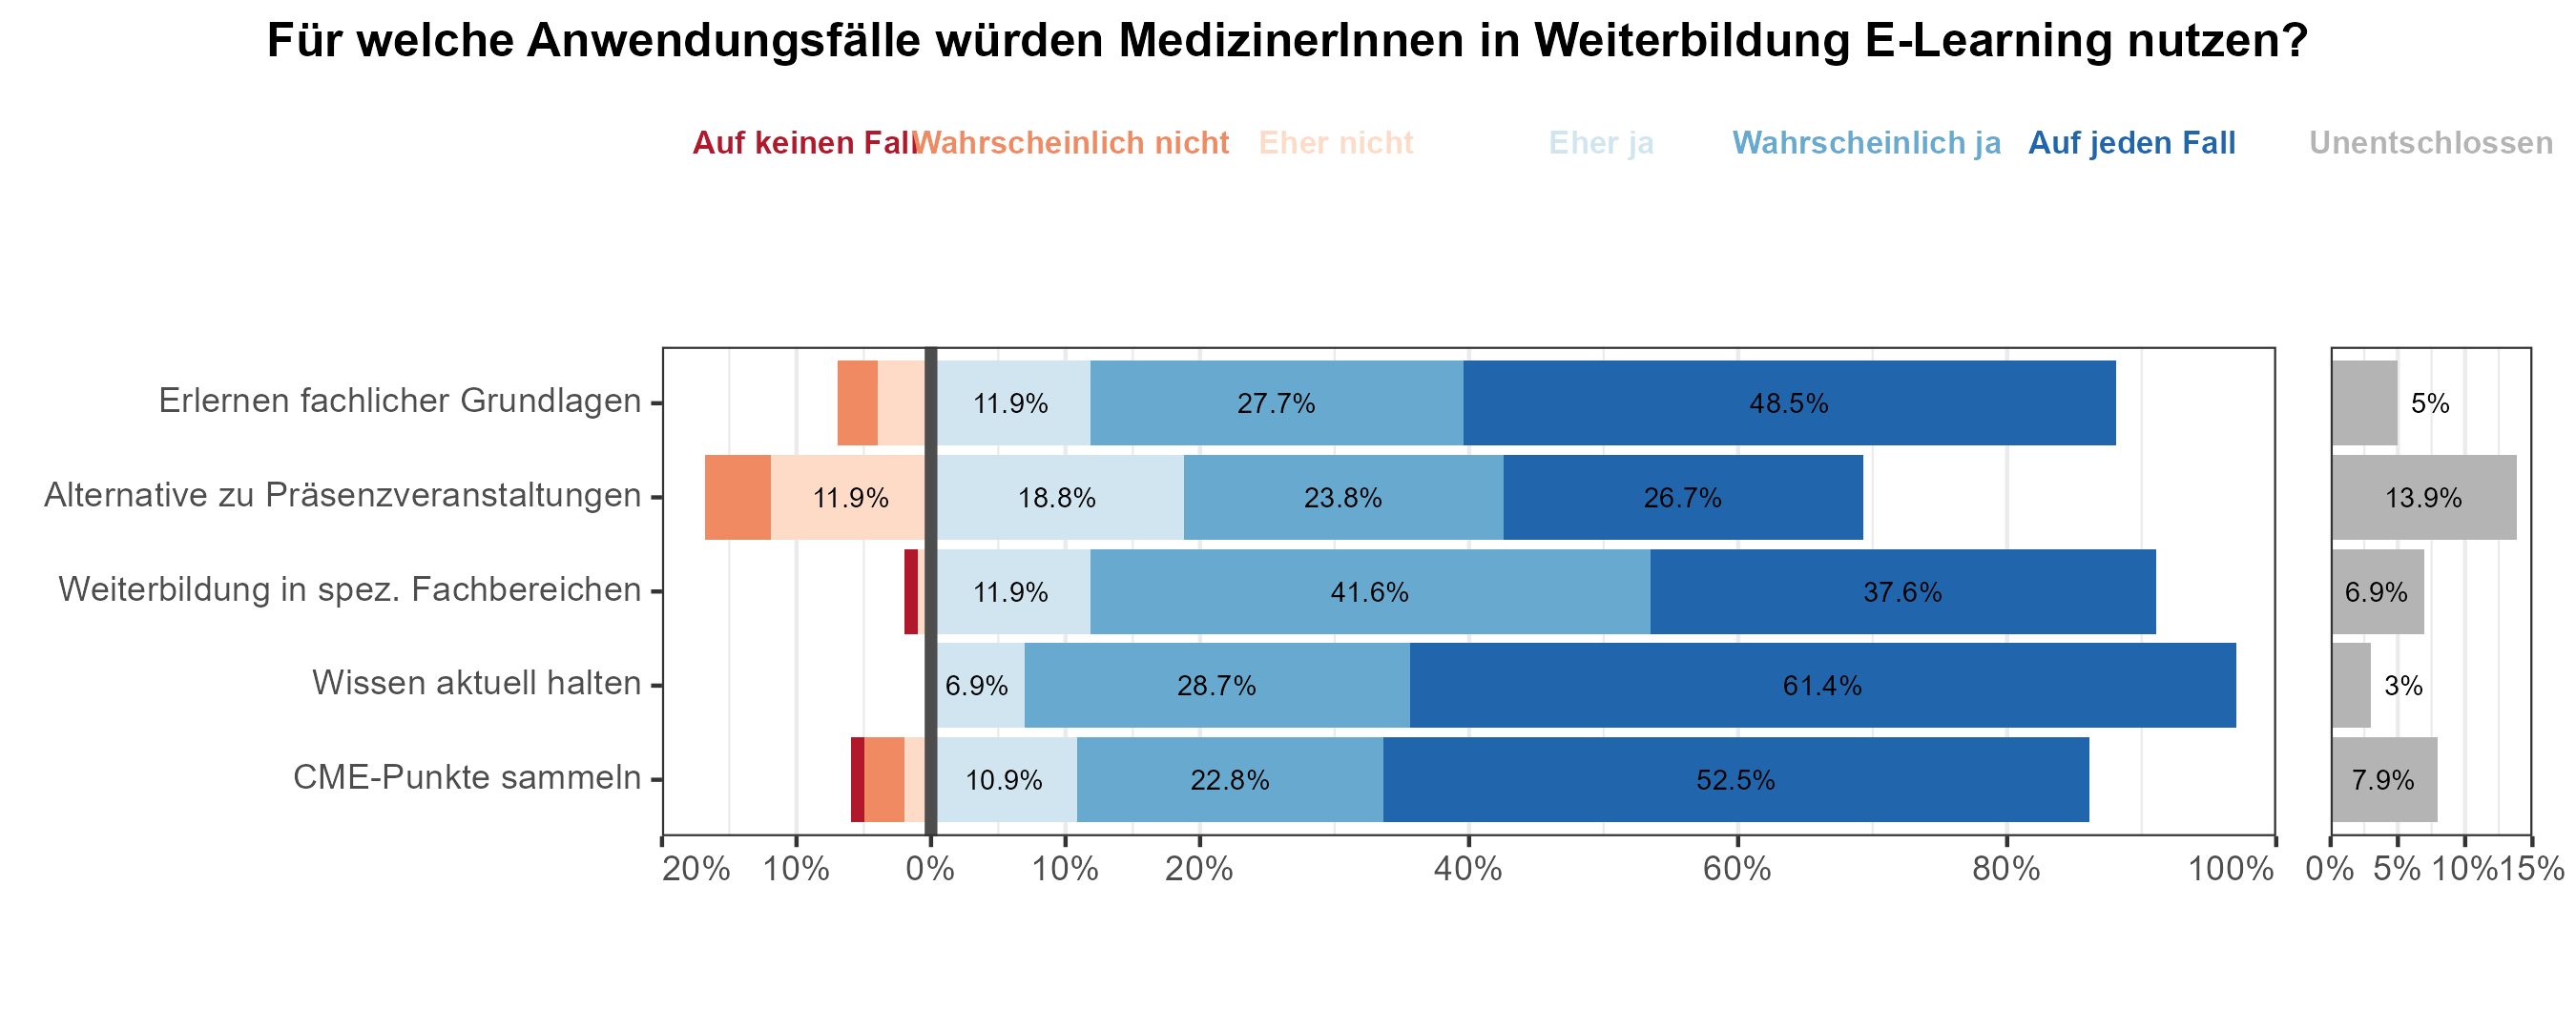 Für welche Anwendungsfälle würden MedizinerInnen in Weiterbildung E-Learning nutzen?
Auf keinen Fall Wahrscheinlich nicht Eher nicht Eher ja Wahrscheinlich ja Auf jeden Fall Unentschlossen
Erlernen fachlicher Grundlagen 11.9% 27.7% 48.5% 5%
Alternative zu Präsenzveranstaltungen 11.9% 18.8% 23.8% 26.7% 13.9%
Weiterbildung in spez. Fachbereichen 11.9% 41.6% 37.6% 6.9%
Wissen aktuell halten 6.9% 28.7% 61.4% 3%
CME-Punkte sammeln 10.9% 22.8% 52.5% 7.9%
20% 10% 0% 10% 20% 40% 60% 80% 100% 0% 5% 10% 15%